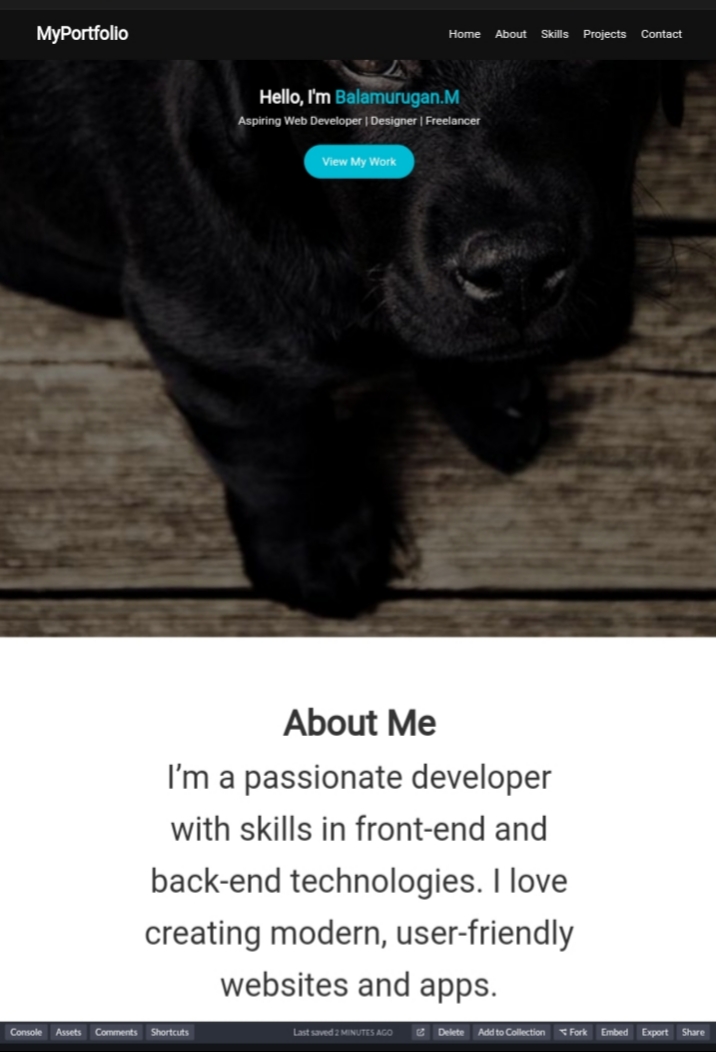 MyPortfolio
Home About Skills Projects Contact
Hello, I'm Balamurugan.M
Aspiring Web Developer | Designer | Freelancer
View My Work
About Me
I’m a passionate developer
with skills in front-end and
back-end technologies. I love
creating modern, user-friendly
websites and apps.
Console Assets Comments Shortcuts Last saved 2 MINUTES AGO Delete Add to Collection Fork Embed Export Share